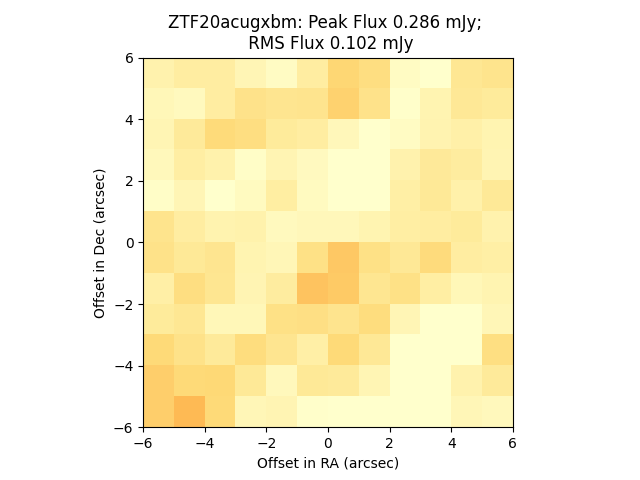 ZTF20acugxbm: Peak Flux 0.286 mJy;
RMS Flux 0.102 mJy
6
4
2
0
−2
−4
−6
Offset in Dec (arcsec)
−6 −4 −2 0 2 4 6
Offset in RA (arcsec)